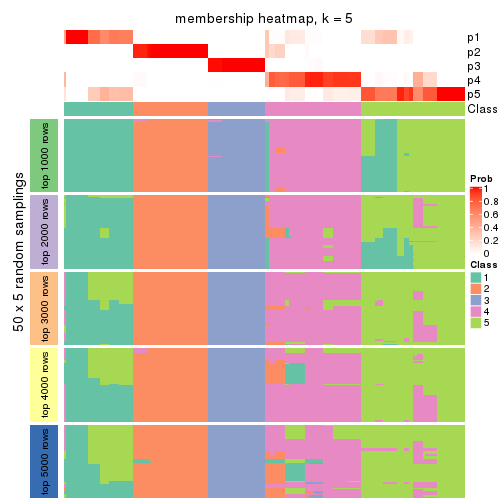 membership heatmap, k = 5
p1
p2
p3
p4
p5
Class
50 x 5 random samplings
top 1000 rows
top 2000 rows
top 3000 rows
top 4000 rows
top 5000 rows
Prob
1
0.8
0.6
0.4
0.2
0
Class
1
2
3
4
5